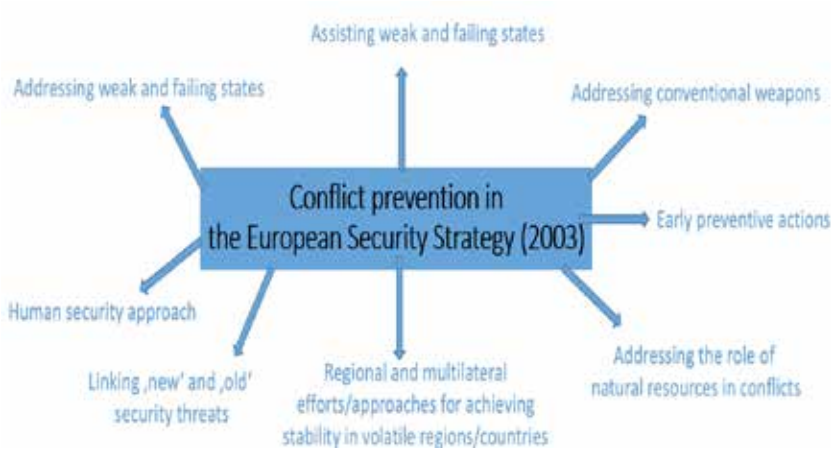 Assisting weak and failing states
Addressing weak and failing states
Addressing conventional weapons
Conflict prevention in
the European Security Strategy (2003)
Early preventive actions
Human security approach
Linking ‚new' and ‚old'
security threats
Regional and multilateral
efforts/approaches for achieving
stability in volatile regions/countries
Addressing the role of
natural resources in conflicts